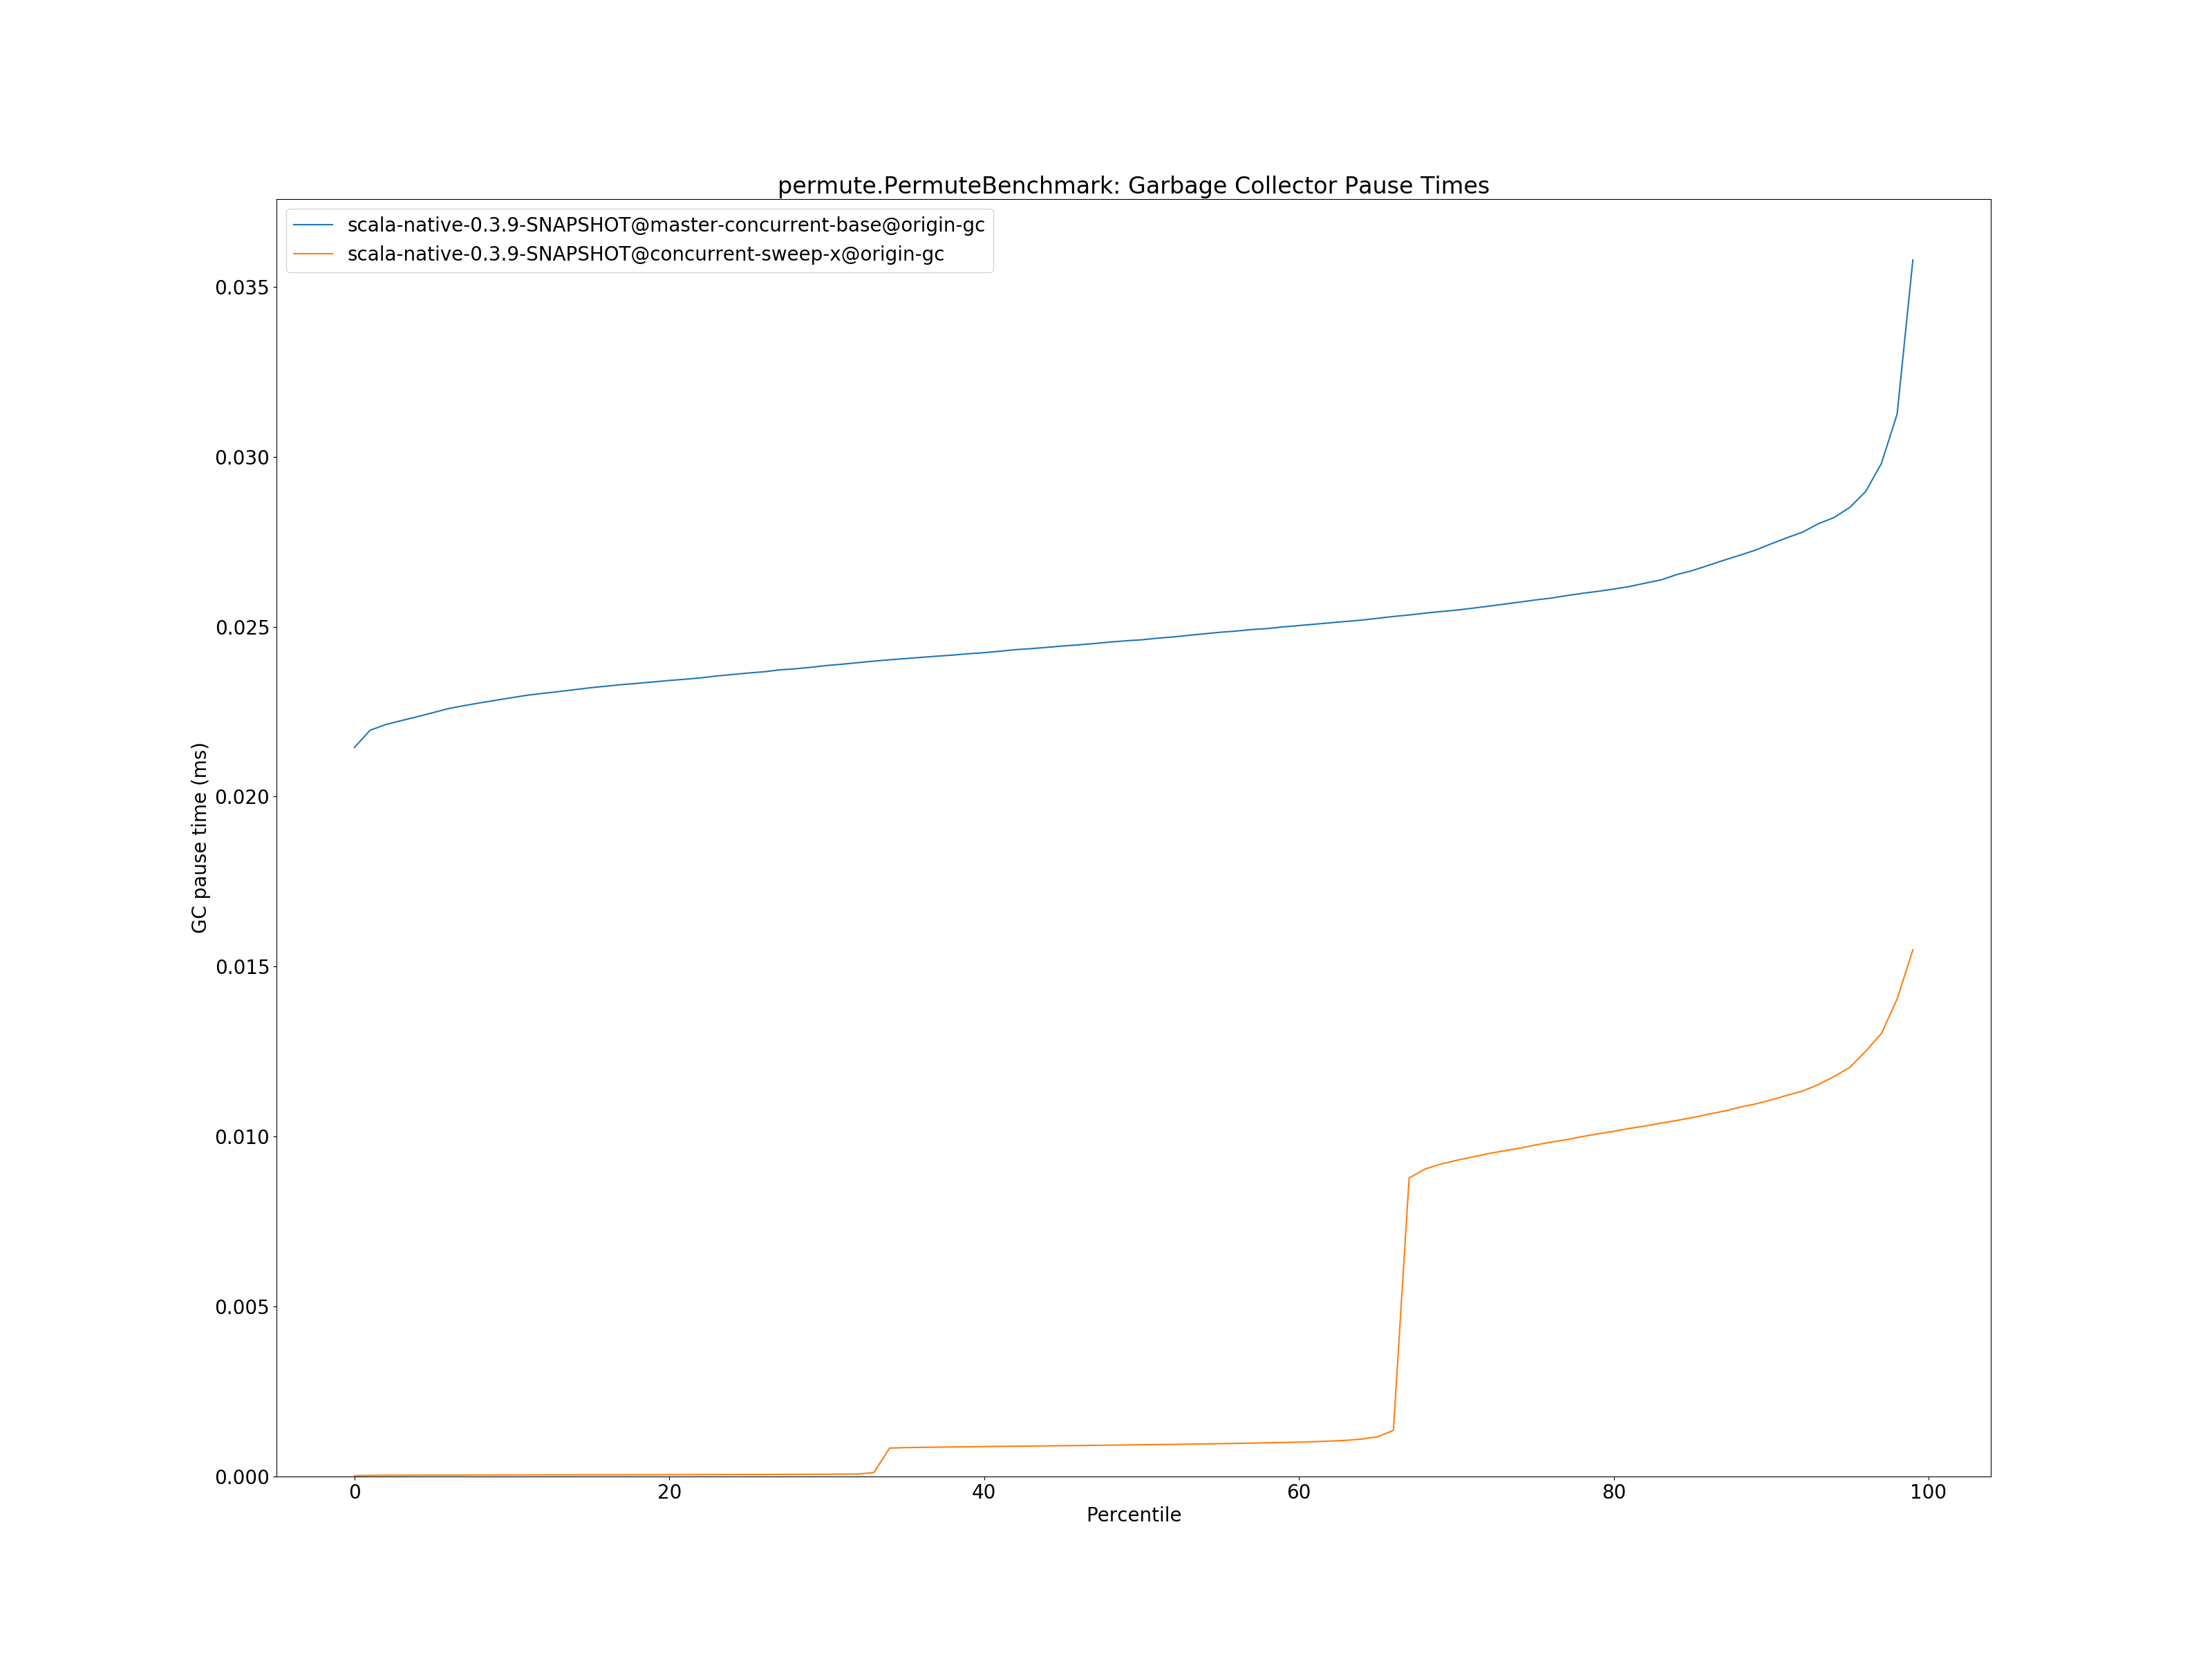 permute.PermuteBenchmark: Garbage Collector Pause Times
scala-native-0.3.9-SNAPSHOT@master-concurrent-base@origin-gc
scala-native-0.3.9-SNAPSHOT@concurrent-sweep-x@origin-gc
0.035
0.030
0.025
0.020
0.015
0.010
0.005
0.000
GC pause time (ms)
0 20 40 60 80 100
Percentile